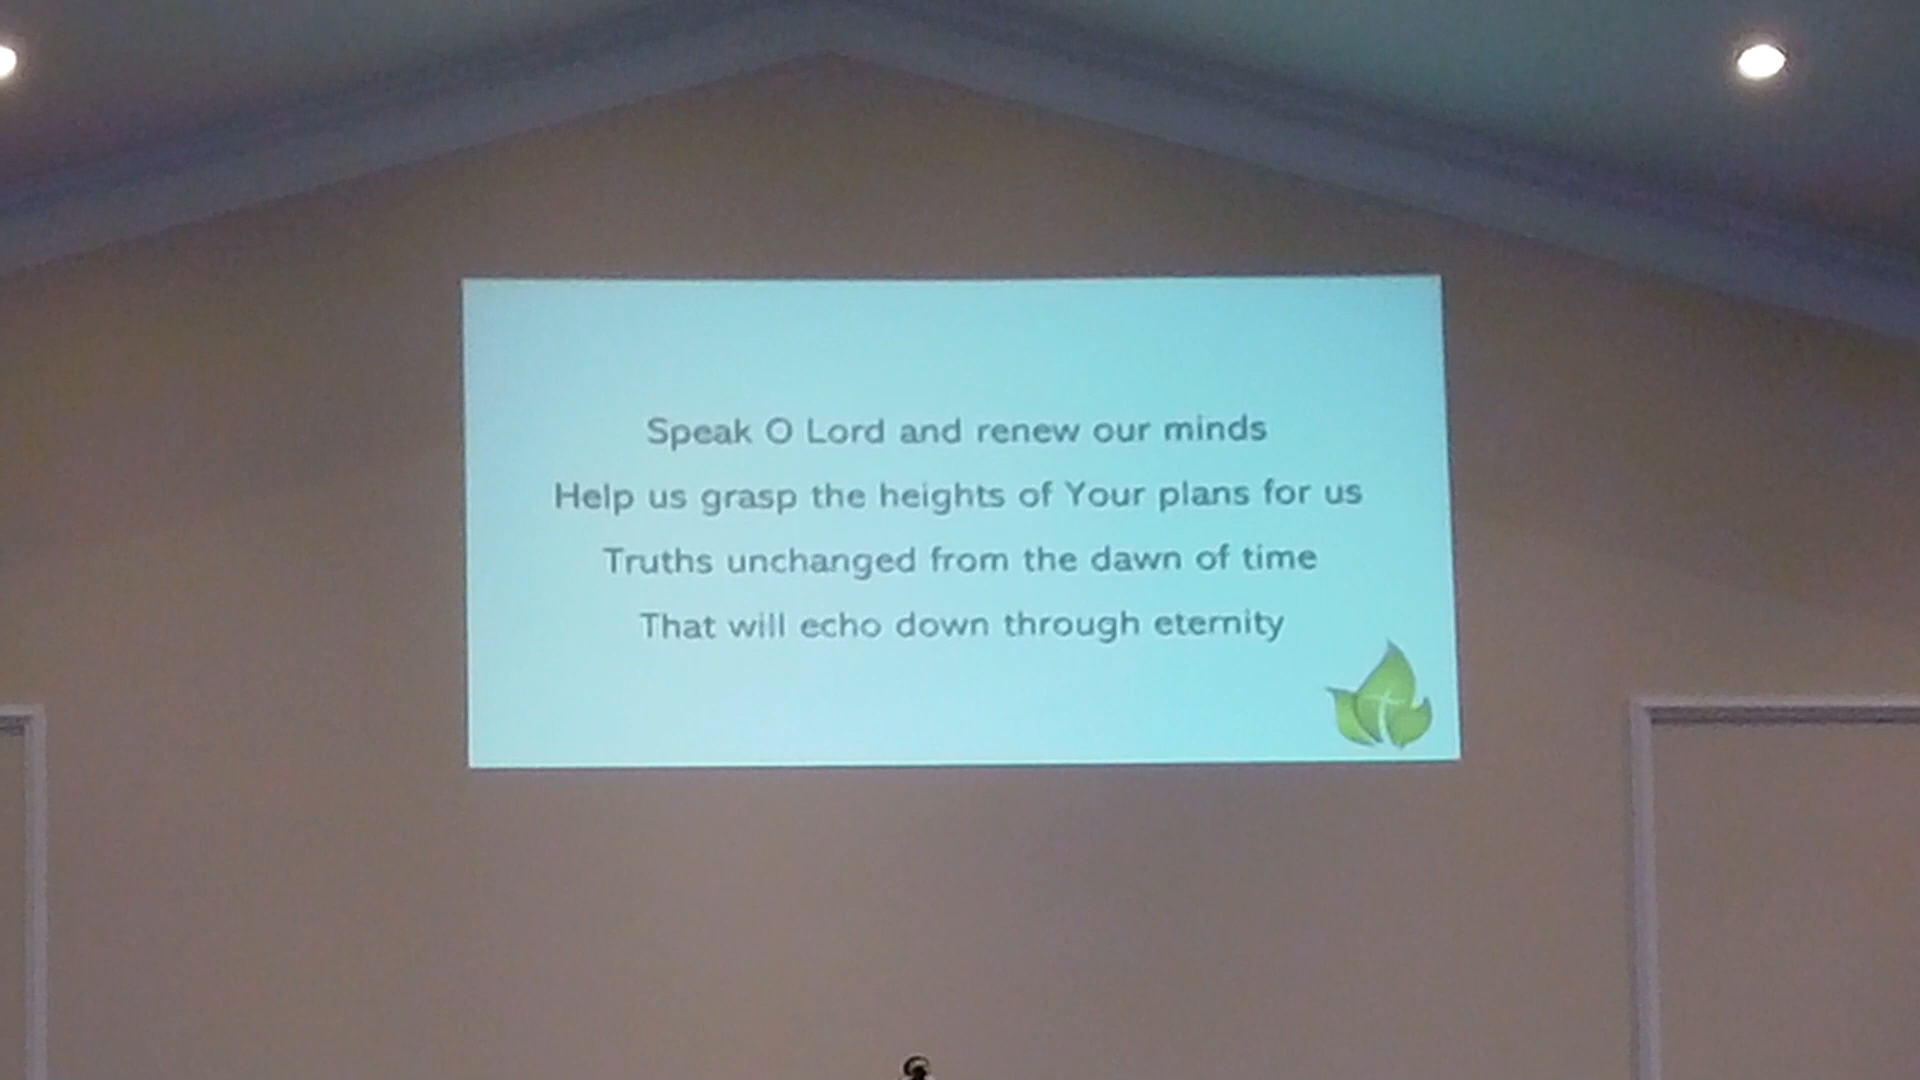 Speak O Lord and renew our minds
Help us grasp the heights of Your plans for us
Truths unchanged from the dawn of time
That will echo down through eternity